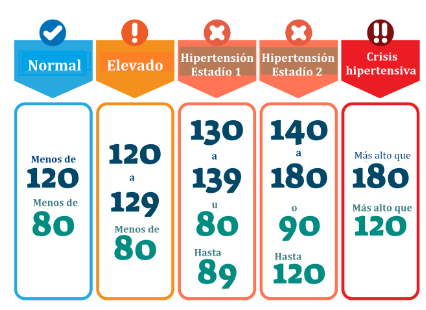 Normal
Menos de
120
Menos de
80
Elevado
120
a
129
Menos de
80
Hipertensión
Estadío 1
130
a
139
u
80
Hasta
89
Hipertensión
Estadío 2
140
a
180
o
90
Hasta
120
Crisis
hipertensiva
Más alto que
180
Más alto que
120